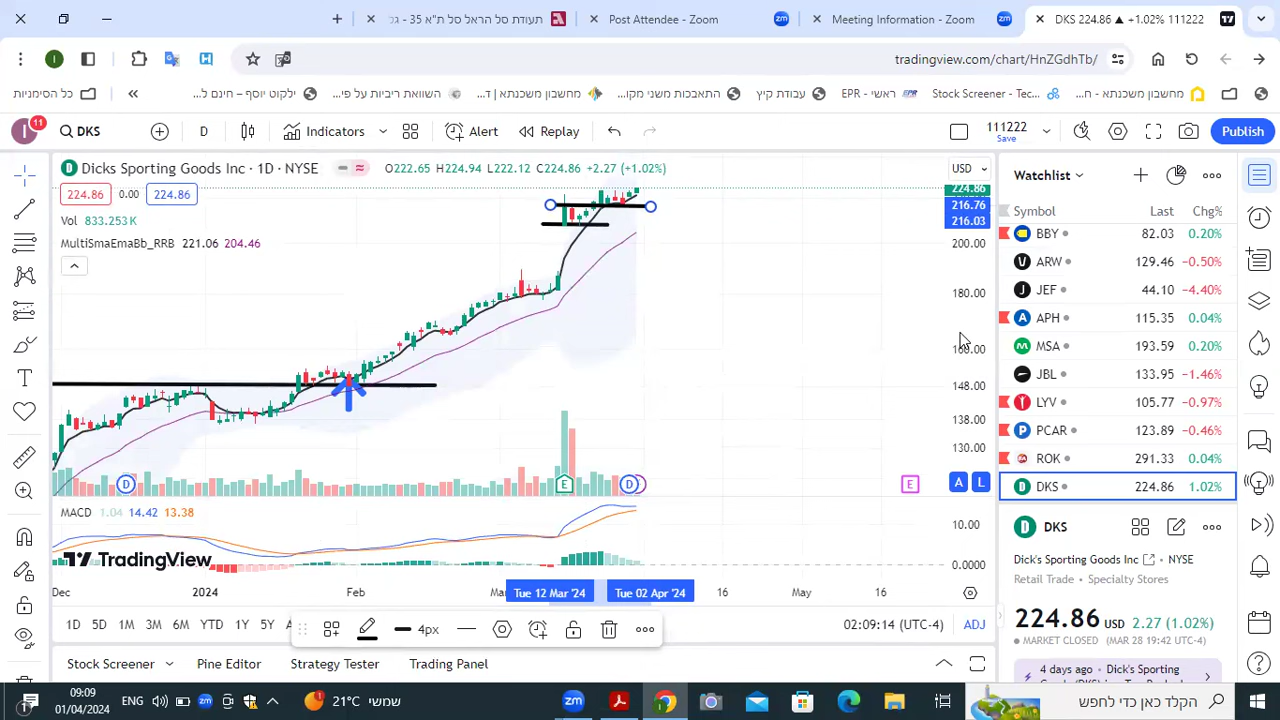 תעודת סל הראל סל ת"א 35 - גל
Post Attendee - Zoom
Meeting Information - Zoom
DKS 224.86 ▲ +1.02% 111222
tradingview.com/chart/HnZGdhTb/
כל הסימניות
ילקוט יוסף – חינם ל...
השוואת ריביות על פי...
מחשבון משכנתא | ד...
התאבכות משני מקו...
עבודת קיץ
ראשי - EPR
Stock Screener - Tec...
מחשבון משכנתא - ח...
11
DKS
D
Indicators
Alert
Replay
111222
Save
Publish
Dicks Sporting Goods Inc · 1D · NYSE
O222.65 H224.94 L222.12 C224.86 +2.27 (+1.02%)
USD
224.86 0.00 224.86
Vol 833.253 K
MultiSmaEmaBb_RRB 221.06 204.46
224.86
216.76
216.03
200.00
180.00
160.00
148.00
138.00
130.00
D
E
D
E
A L
MACD 1.04 14.42 13.38
10.00
0.0000
TradingView
Dec
2024
Feb
Mar
Tue 12 Mar '24
Tue 02 Apr '24
16
May
16
1D 5D 1M 3M 6M YTD 1Y 5Y
4px
02:09:14 (UTC-4)
ADJ
Stock Screener
Pine Editor
Strategy Tester
Trading Panel
Watchlist
Symbol Last Chg%
BBY 82.03 0.20%
ARW 129.46 −0.50%
JEF 44.10 −4.40%
APH 115.35 0.04%
MSA 193.59 0.20%
JBL 133.95 −1.46%
LYV 105.77 −0.97%
PCAR 123.89 −0.46%
ROK 291.33 0.04%
DKS 224.86 1.02%
DKS
Dick's Sporting Goods Inc · NYSE
Retail Trade · Specialty Stores
224.86 USD 2.27 (1.02%)
MARKET CLOSED (MAR 28 19:42 UTC-4)
4 days ago · Dick's Sporting
09:09
01/04/2024
ENG
21°C שמשי
הקלד כאן כדי לחפש